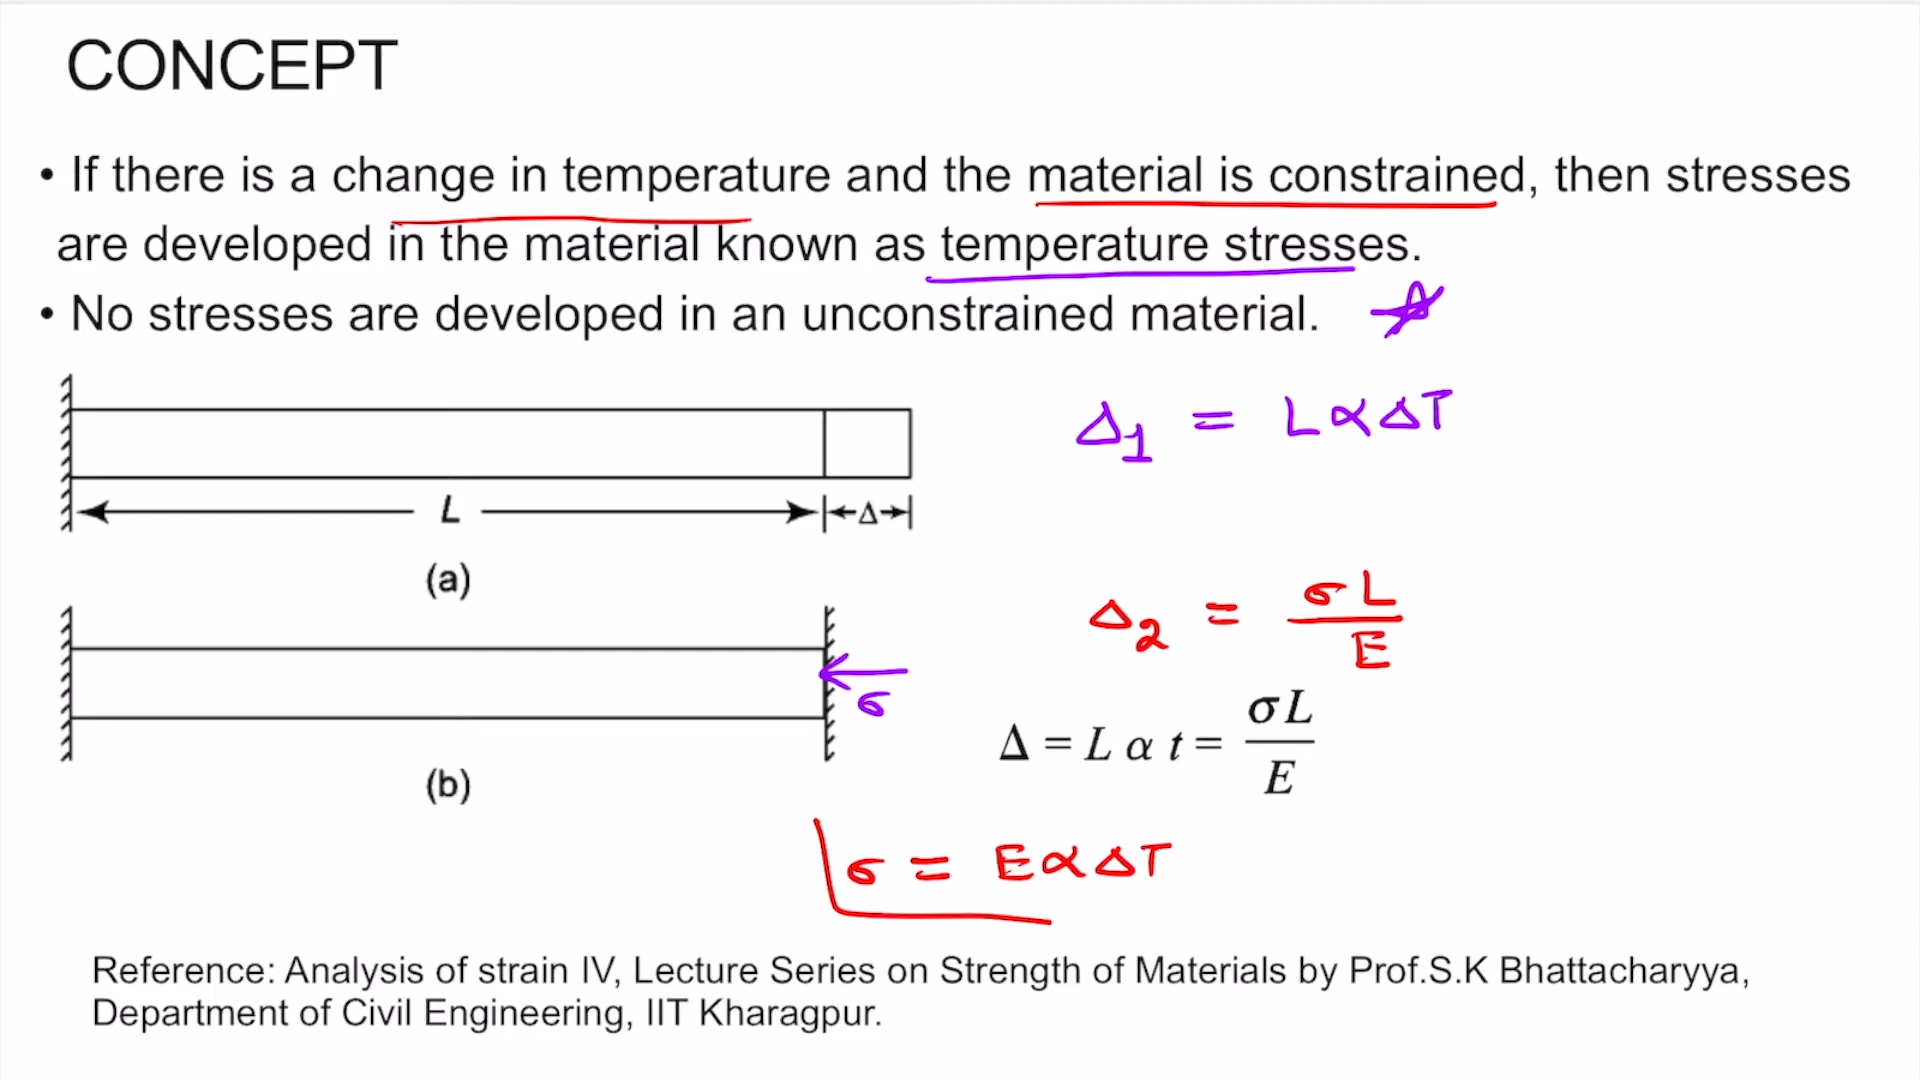 CONCEPT
• If there is a change in temperature and the material is constrained, then stresses
are developed in the material known as temperature stresses.
• No stresses are developed in an unconstrained material.
Δ₁ = LαΔT
L
Δ
(a)
Δ₂ = σL/E
σ
Δ = L α t = σL/E
(b)
σ = EαΔT
Reference: Analysis of strain IV, Lecture Series on Strength of Materials by Prof.S.K Bhattacharyya,
Department of Civil Engineering, IIT Kharagpur.